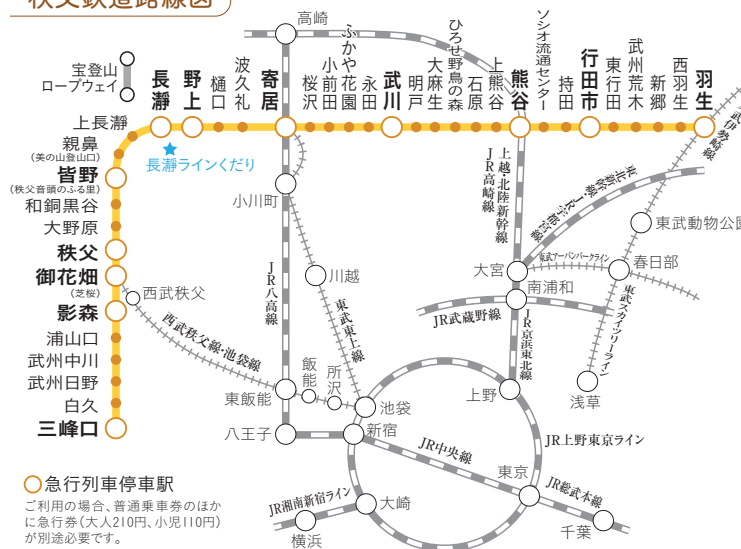 秩父鉄道路線図
宝登山
ロープウェイ
長瀞
野上
樋口
波久礼
寄居
桜沢
小前田
ふかや花園
永田
武川
明戸
大麻生
ひろせ野鳥の森
石原
上熊谷
熊谷
ソシオ流通センター
持田
行田市
東行田
武州荒木
新郷
西羽生
羽生
上長瀞
親鼻
(美の山登山口)
皆野
(秩父音頭のふる里)
和銅黒谷
大野原
秩父
御花畑
(芝桜)
影森
浦山口
武州中川
武州日野
白久
三峰口
★
長瀞ラインくだり
高崎
小川町
川越
西武秩父
東飯能
飯能
所沢
池袋
八王子
新宿
大崎
横浜
東京
千葉
上野
浅草
大宮
南浦和
春日部
東武動物公園
東武伊勢崎線
上越・北陸新幹線
JR高崎線
東北新幹線
JR宇都宮線
東武アーバンパークライン
東武スカイツリーライン
JR武蔵野線
JR京浜東北線
JR八高線
東武東上線
西武秩父線・池袋線
JR中央線
JR上野東京ライン
JR総武本線
JR湘南新宿ライン
急行列車停車駅
ご利用の場合、普通乗車券のほか
に急行券(大人210円、小児110円)
が別途必要です。